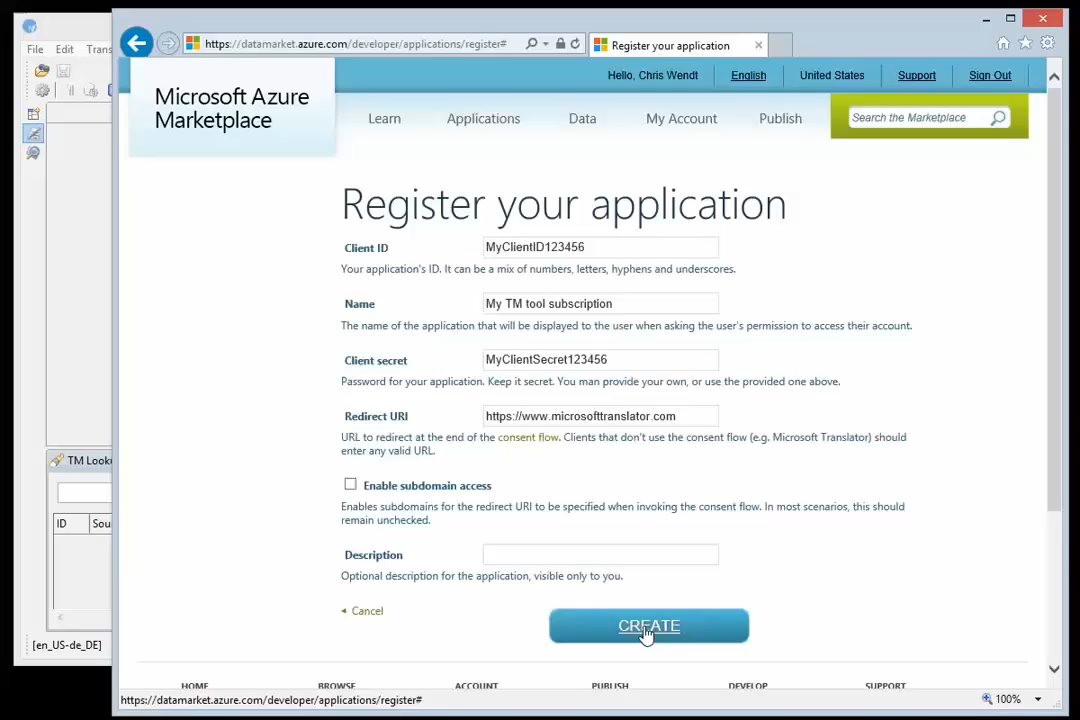 https://datamarket.azure.com/developer/applications/register#
Register your application
File Edit Trans
Hello, Chris Wendt English United States Support Sign Out
Microsoft Azure
Marketplace
Learn Applications Data My Account Publish
Search the Marketplace
Register your application
Client ID MyClientID123456
Your application's ID. It can be a mix of numbers, letters, hyphens and underscores.
Name My TM tool subscription
The name of the application that will be displayed to the user when asking the user's permission to access their account.
Client secret MyClientSecret123456
Password for your application. Keep it secret. You man provide your own, or use the provided one above.
Redirect URI https://www.microsofttranslator.com
URL to redirect at the end of the consent flow. Clients that don't use the consent flow (e.g. Microsoft Translator) should
enter any valid URL.
TM Looku
Enable subdomain access
Enables subdomains for the redirect URI to be specified when invoking the consent flow. In most scenarios, this should
remain unchecked.
ID Sou
Description
Optional description for the application, visible only to you.
Cancel
CREATE
[en_US-de_DE]
HOME BROWSE ACCOUNT PUBLISH DEVELOP SUPPORT
https://datamarket.azure.com/developer/applications/register#
100%